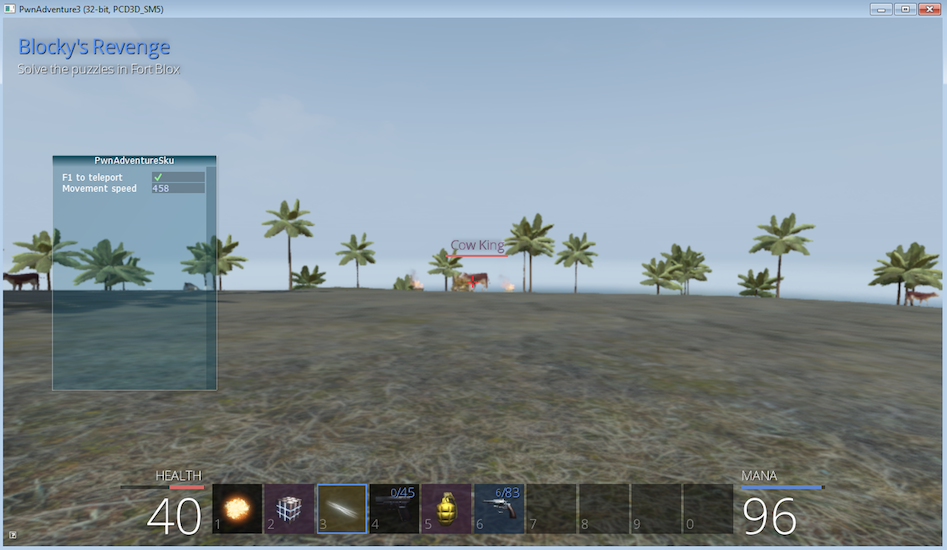 PwnAdventure3 (32-bit, PCD3D_SM5)
Blocky's Revenge
Solve the puzzles in Fort Blox
PwnAdventureSku
F1 to teleport
Movement speed 458
Cow King
HEALTH
40
1
2
3
0/45
4
5
6/83
6
7
8
9
0
MANA
96